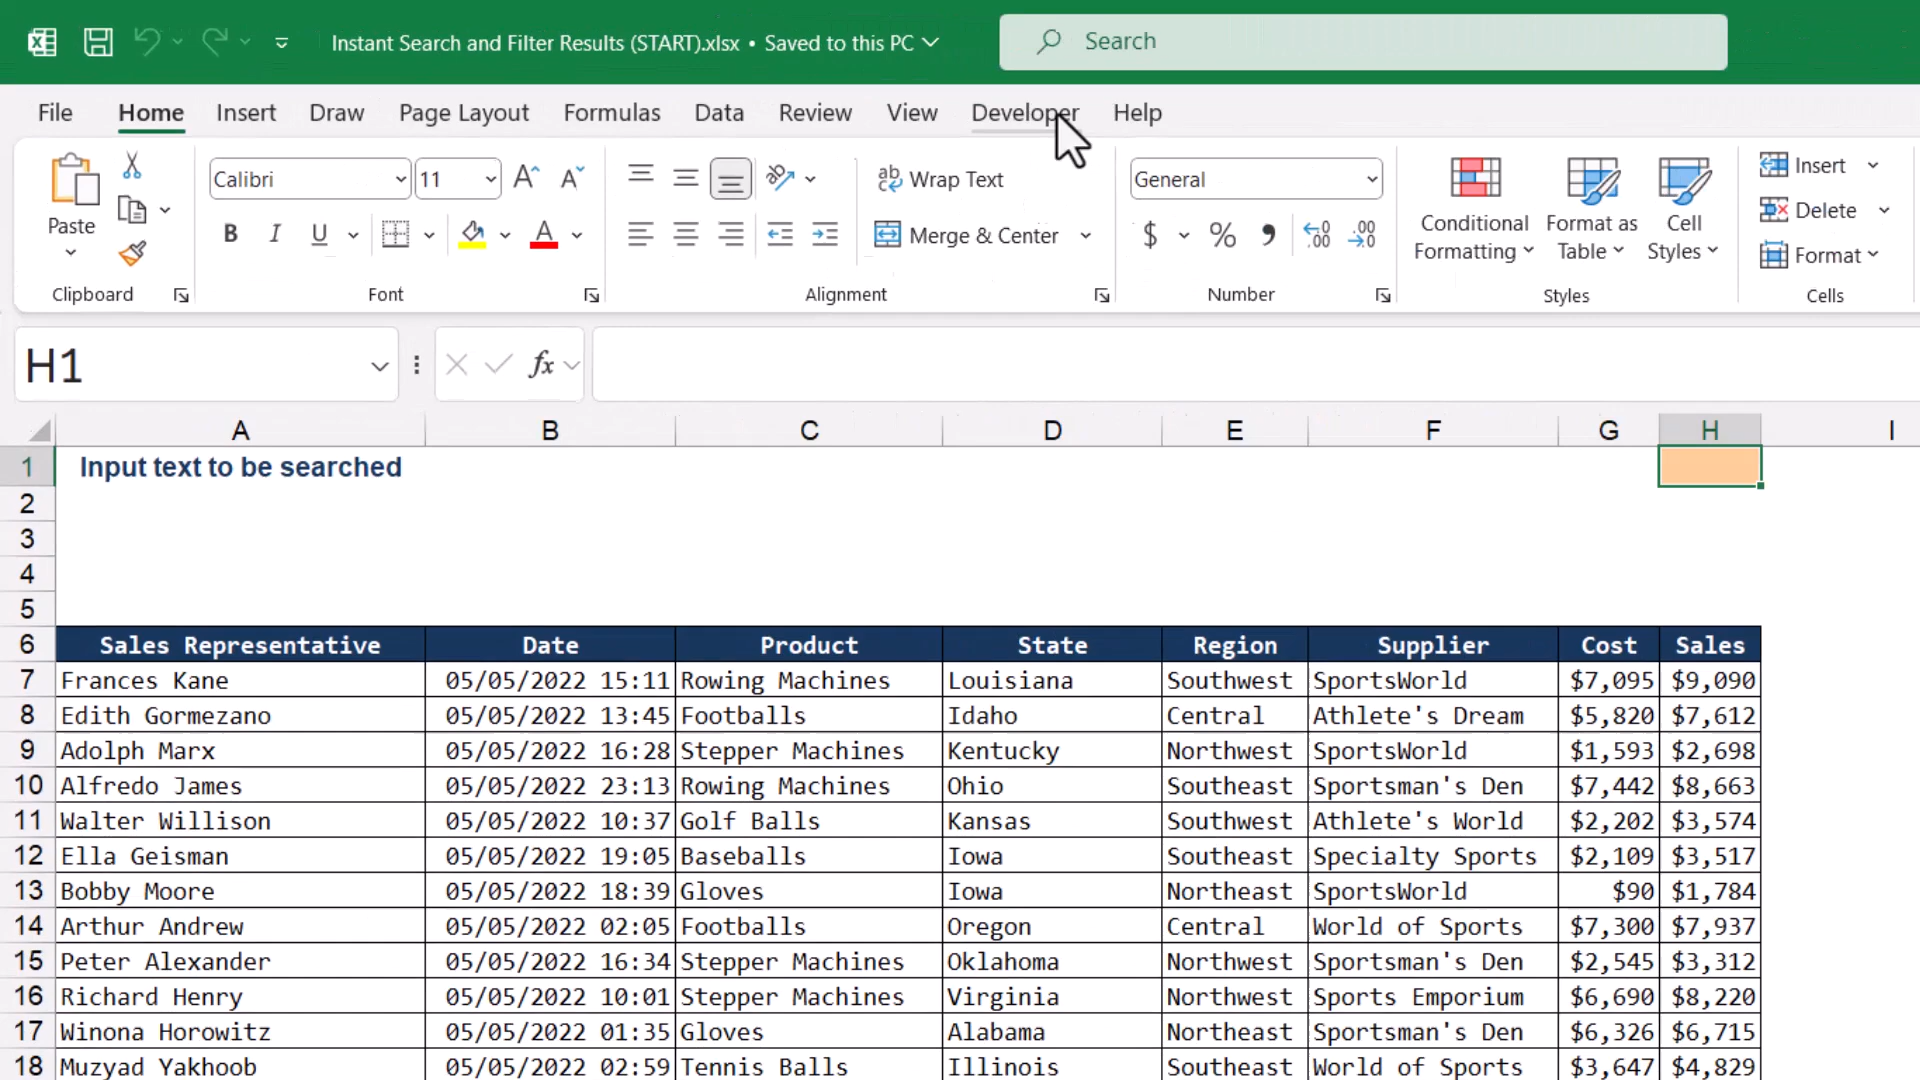 Instant Search and Filter Results (START).xlsx • Saved to this PC
Search
File Home Insert Draw Page Layout Formulas Data Review View Developer Help
Paste
Calibri 11
B I U A
ab Wrap Text
Merge & Center
General
$ % , .00 .00
Conditional Formatting
Format as Table
Cell Styles
Insert
Delete
Format
Clipboard Font Alignment Number Styles Cells
H1 fx
A B C D E F G H I
1 Input text to be searched
2
3
4
5
6 Sales Representative Date Product State Region Supplier Cost Sales
7 Frances Kane 05/05/2022 15:11 Rowing Machines Louisiana Southwest SportsWorld $7,095 $9,090
8 Edith Gormezano 05/05/2022 13:45 Footballs Idaho Central Athlete's Dream $5,820 $7,612
9 Adolph Marx 05/05/2022 16:28 Stepper Machines Kentucky Northwest SportsWorld $1,593 $2,698
10 Alfredo James 05/05/2022 23:13 Rowing Machines Ohio Southeast Sportsman's Den $7,442 $8,663
11 Walter Willison 05/05/2022 10:37 Golf Balls Kansas Southwest Athlete's World $2,202 $3,574
12 Ella Geisman 05/05/2022 19:05 Baseballs Iowa Southeast Specialty Sports $2,109 $3,517
13 Bobby Moore 05/05/2022 18:39 Gloves Iowa Northeast SportsWorld $90 $1,784
14 Arthur Andrew 05/05/2022 02:05 Footballs Oregon Central World of Sports $7,300 $7,937
15 Peter Alexander 05/05/2022 16:34 Stepper Machines Oklahoma Northwest Sportsman's Den $2,545 $3,312
16 Richard Henry 05/05/2022 10:01 Stepper Machines Virginia Northwest Sports Emporium $6,690 $8,220
17 Winona Horowitz 05/05/2022 01:35 Gloves Alabama Northeast Sportsman's Den $6,326 $6,715
18 Muzyad Yakhoob 05/05/2022 02:59 Tennis Balls Illinois Southeast World of Sports $3,647 $4,829